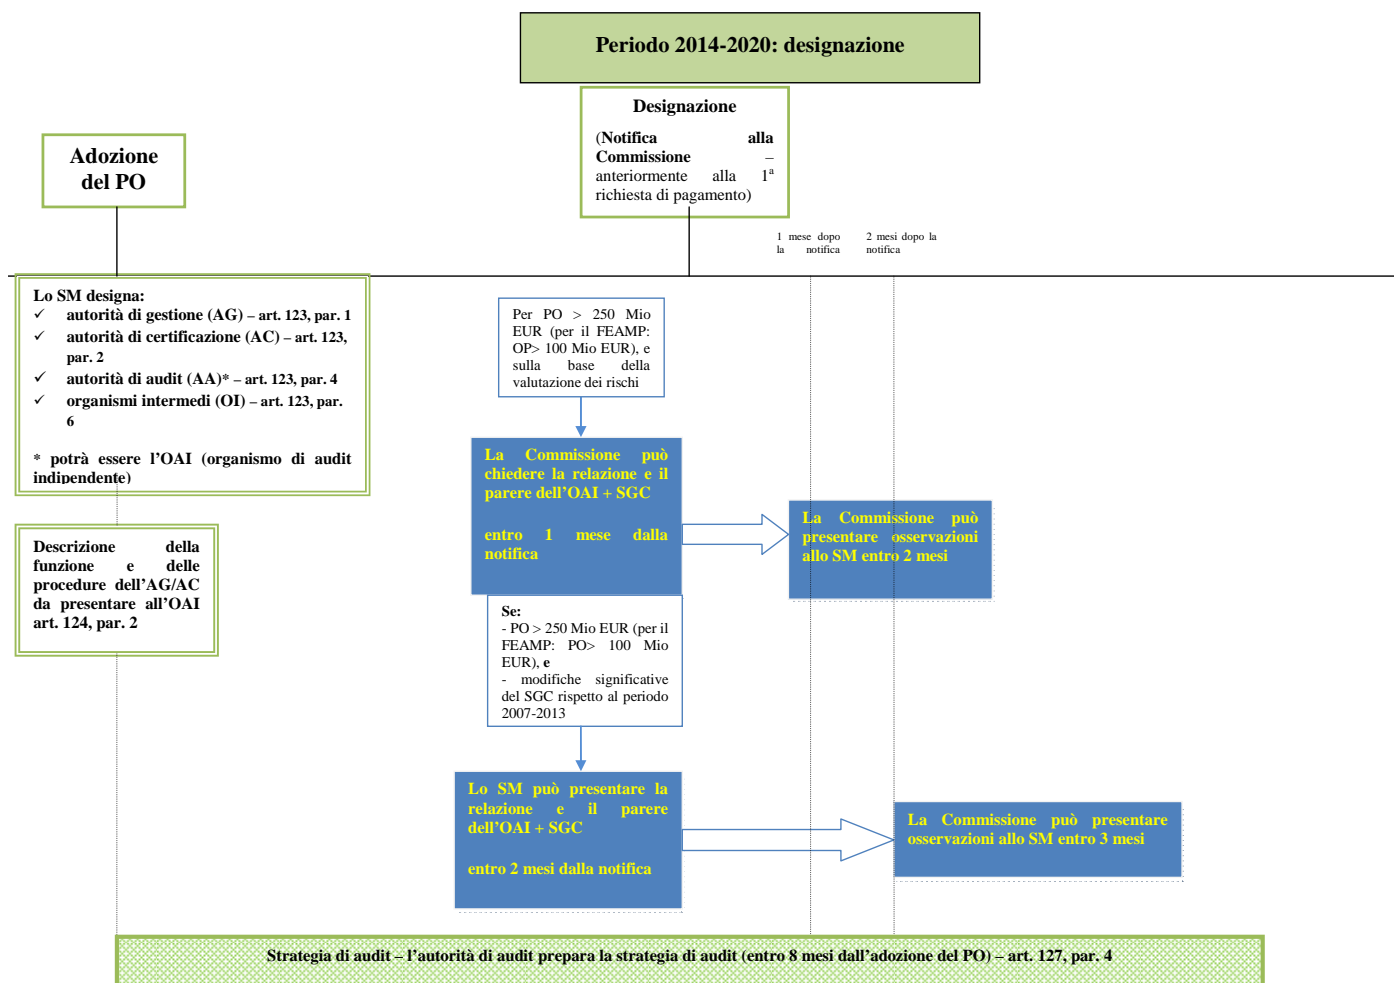 Periodo 2014-2020: designazione
Designazione
(Notifica alla
Commissione –
anteriormente alla 1a
richiesta di pagamento)
Adozione
del PO
1 mese dopo
la notifica
2 mesi dopo la
notifica
Lo SM designa:
✓ autorità di gestione (AG) – art. 123, par. 1
✓ autorità di certificazione (AC) – art. 123,
par. 2
✓ autorità di audit (AA)* – art. 123, par. 4
✓ organismi intermedi (OI) – art. 123, par.
6
* potrà essere l'OAI (organismo di audit
indipendente)
Descrizione della
funzione e delle
procedure dell'AG/AC
da presentare all'OAI
art. 124, par. 2
Per PO > 250 Mio
EUR (per il FEAMP:
OP> 100 Mio EUR), e
sulla base della
valutazione dei rischi
La Commissione può
chiedere la relazione e il
parere dell'OAI + SGC
entro 1 mese dalla
notifica
La Commissione può
presentare osservazioni
allo SM entro 2 mesi
Se:
- PO > 250 Mio EUR (per il
FEAMP: PO> 100 Mio
EUR), e
- modifiche significative
del SGC rispetto al periodo
2007-2013
Lo SM può presentare la
relazione e il parere
dell'OAI + SGC
entro 2 mesi dalla notifica
La Commissione può presentare
osservazioni allo SM entro 3 mesi
Strategia di audit – l'autorità di audit prepara la strategia di audit (entro 8 mesi dall'adozione del PO) – art. 127, par. 4